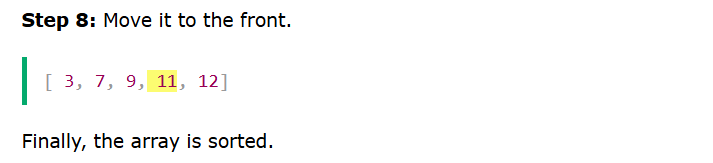 Step 8: Move it to the front.
[ 3, 7, 9, 11, 12]
Finally, the array is sorted.